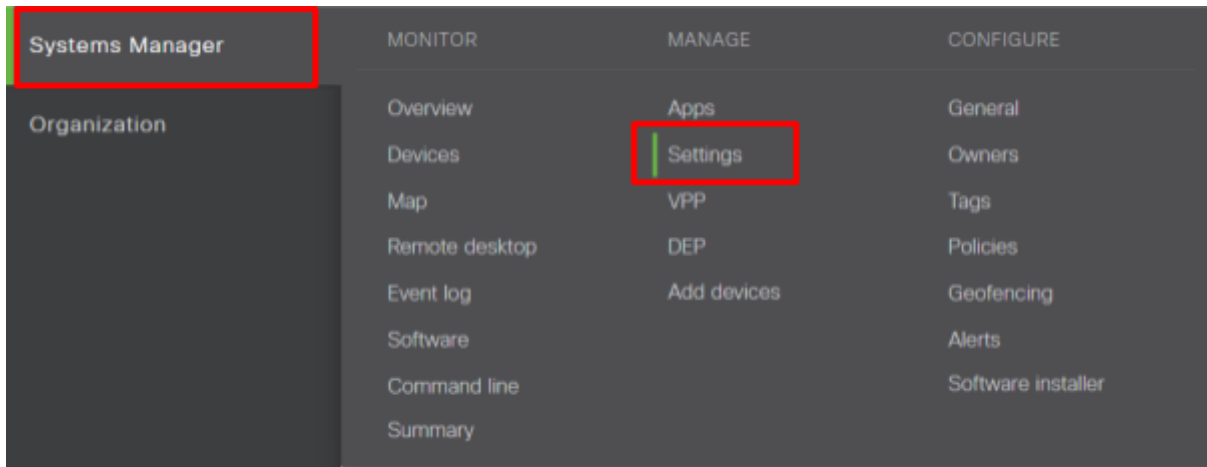 Systems Manager
Organization
MONITOR
Overview
Devices
Map
Remote desktop
Event log
Software
Command line
Summary
MANAGE
Apps
Settings
VPP
DEP
Add devices
CONFIGURE
General
Owners
Tags
Policies
Geofencing
Alerts
Software installer